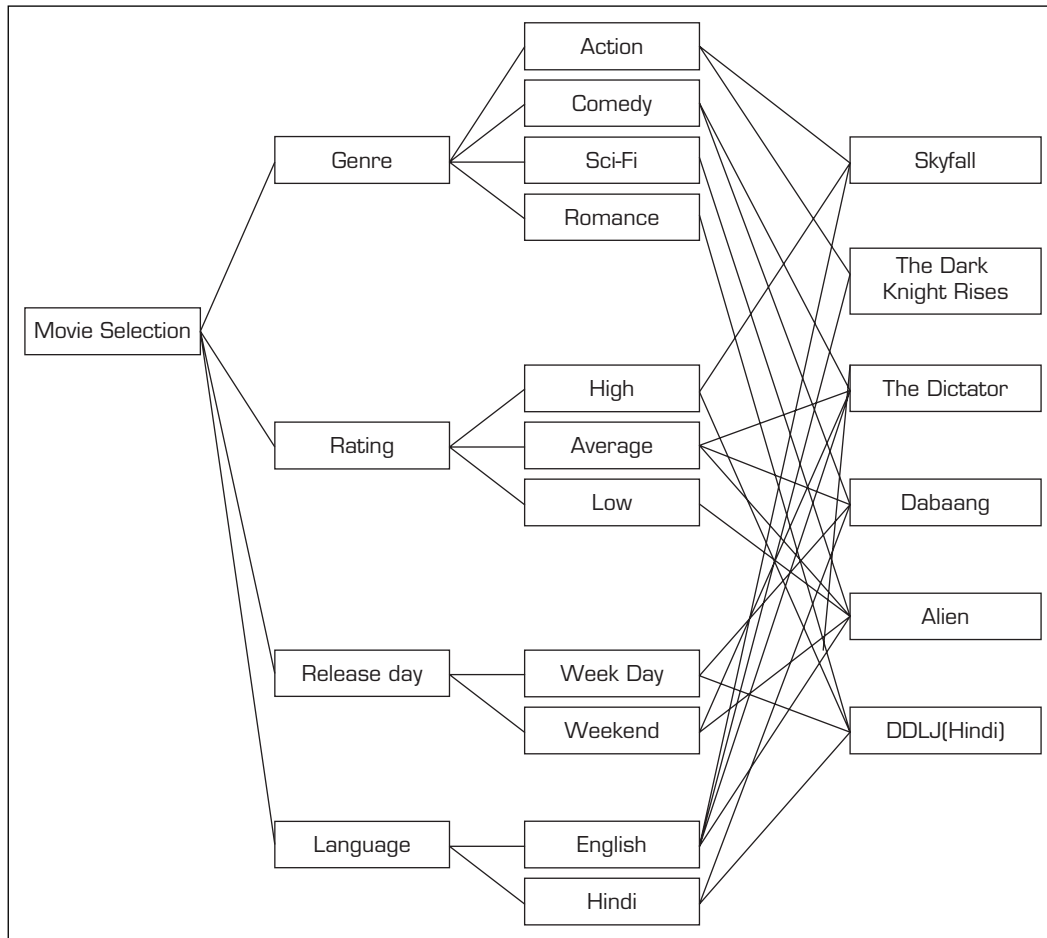 Movie Selection
Genre
Rating
Release day
Language
Action
Comedy
Sci-Fi
Romance
High
Average
Low
Week Day
Weekend
English
Hindi
Skyfall
The Dark
Knight Rises
The Dictator
Dabaang
Alien
DDLJ(Hindi)